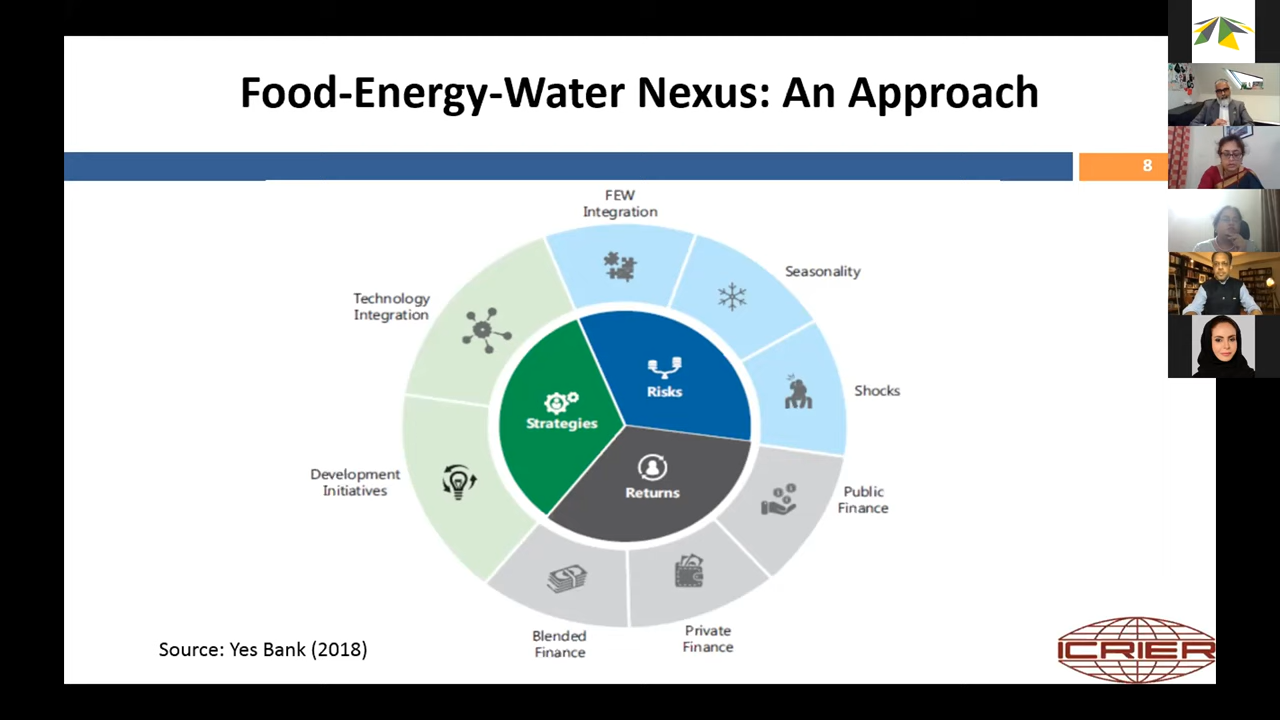 Food-Energy-Water Nexus: An Approach
8
FEW
Integration
Seasonality
Technology
Integration
Shocks
Risks
Strategies
Development
Initiatives
Returns
Public
Finance
Blended
Finance
Private
Finance
Source: Yes Bank (2018)
ICRIER